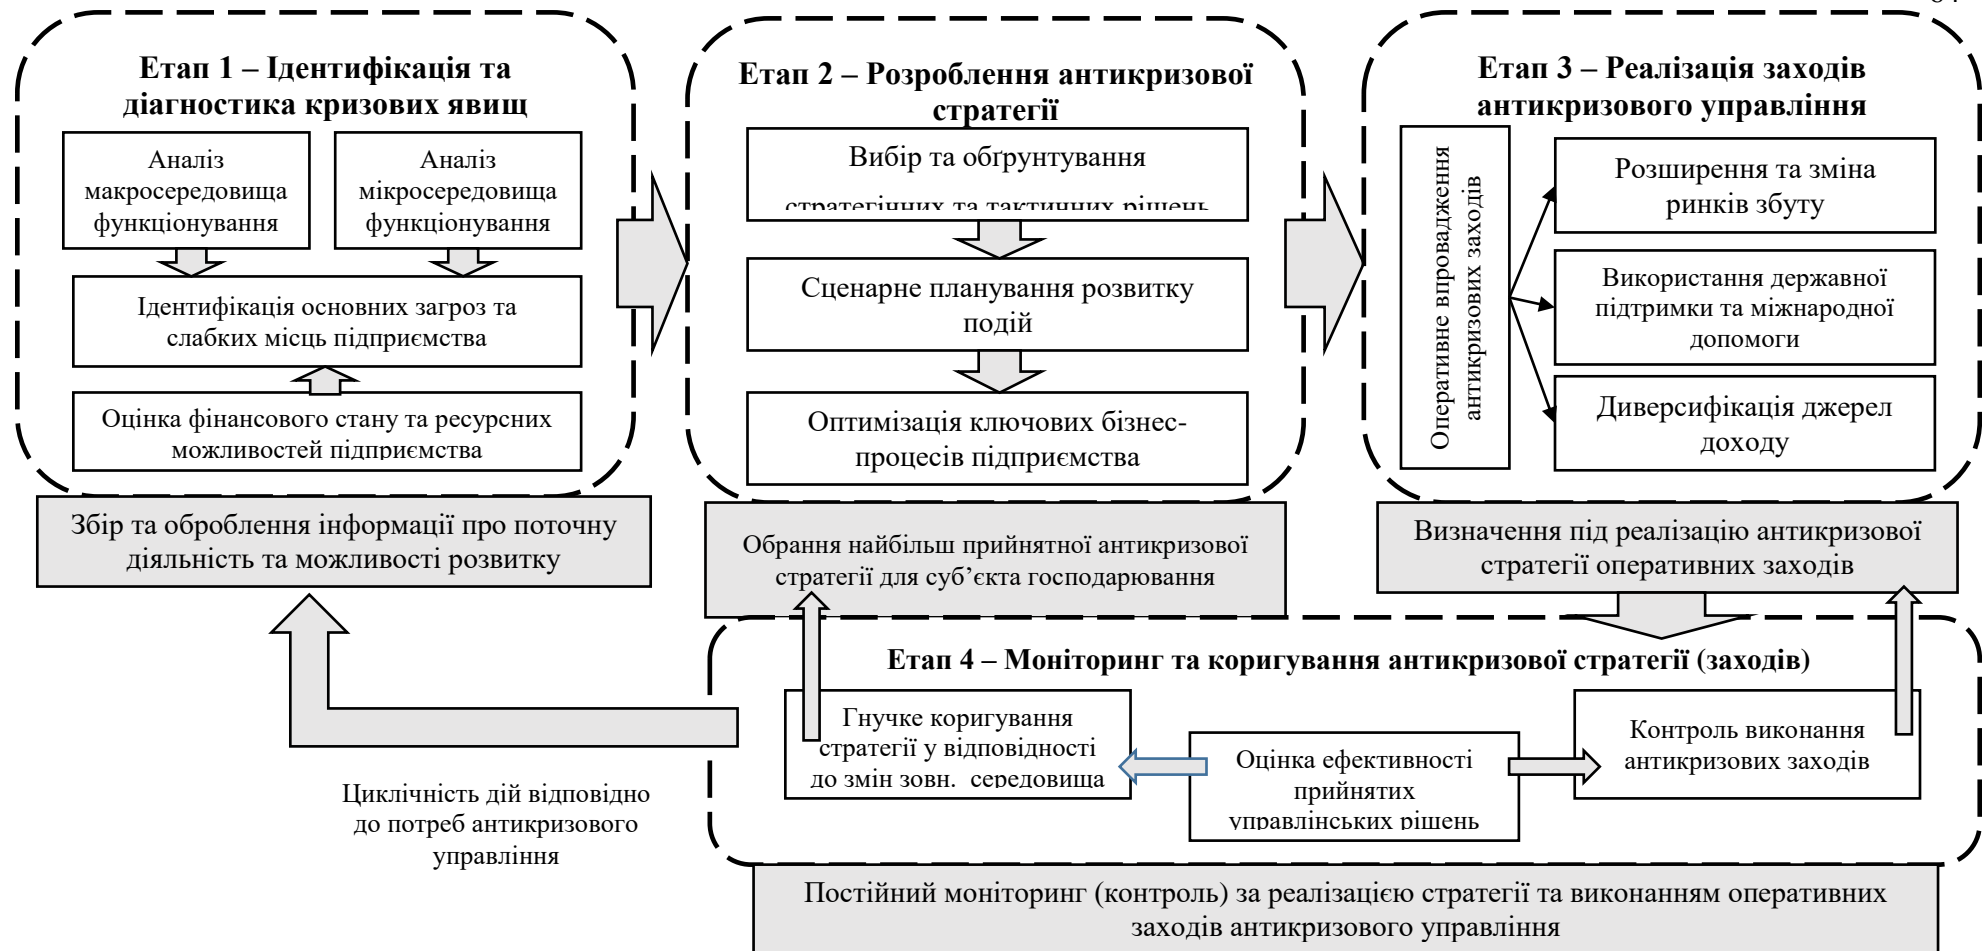 Етап 1 – Ідентифікація та
діагностика кризових явищ
Аналіз
макросередовища
функціонування
Аналіз
мікросередовища
функціонування
Ідентифікація основних загроз та
слабких місць підприємства
Оцінка фінансового стану та ресурсних
можливостей підприємства
Збір та оброблення інформації про поточну
діяльність та можливості розвитку
Етап 2 – Розроблення антикризової
стратегії
Вибір та обґрунтування
стратегічних та тактичних рішень
Сценарне планування розвитку
подій
Оптимізація ключових бізнес-
процесів підприємства
Обрання найбільш прийнятної антикризової
стратегії для суб’єкта господарювання
Етап 3 – Реалізація заходів
антикризового управління
Оперативне впровадження
антикризових заходів
Розширення та зміна
ринків збуту
Використання державної
підтримки та міжнародної
допомоги
Диверсифікація джерел
доходу
Визначення під реалізацію антикризової
стратегії оперативних заходів
Етап 4 – Моніторинг та коригування антикризової стратегії (заходів)
Гнучке коригування
стратегії у відповідності
до змін зовн. середовища
Оцінка ефективності
прийнятих
управлінських рішень
Контроль виконання
антикризових заходів
Циклічність дій відповідно
до потреб антикризового
управління
Постійний моніторинг (контроль) за реалізацією стратегії та виконанням оперативних
заходів антикризового управління